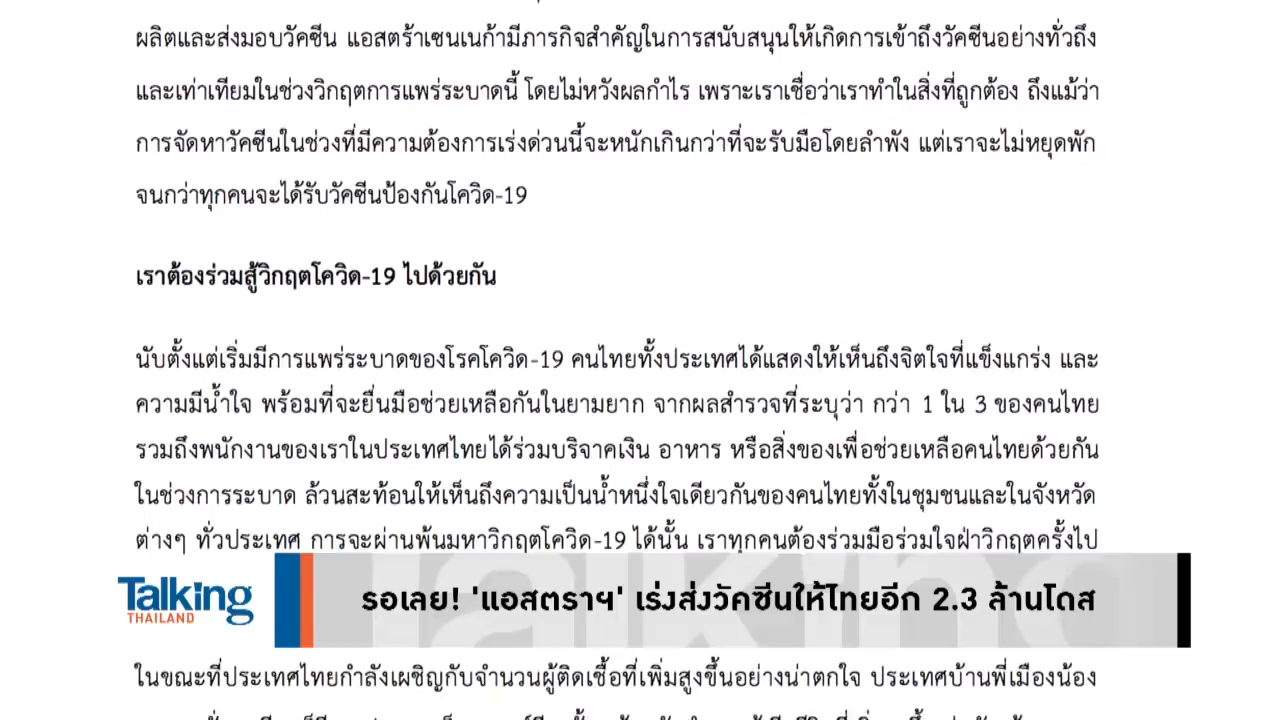 ผลิตและส่งมอบวัคซีน แอสตร้าเซนเนก้ามีภารกิจสำคัญในการสนับสนุนให้เกิดการเข้าถึงวัคซีนอย่างทั่วถึง
และเท่าเทียมในช่วงวิกฤตการแพร่ระบาดนี้ โดยไม่หวังผลกำไร เพราะเราเชื่อว่าเราทำในสิ่งที่ถูกต้อง ถึงแม้ว่า
การจัดหาวัคซีนในช่วงที่มีความต้องการเร่งด่วนนี้จะหนักเกินกว่าที่จะรับมือโดยลำพัง แต่เราจะไม่หยุดพัก
จนกว่าทุกคนจะได้รับวัคซีนป้องกันโควิด-19
เราต้องร่วมสู้วิกฤตโควิด-19 ไปด้วยกัน
นับตั้งแต่เริ่มมีการแพร่ระบาดของโรคโควิด-19 คนไทยทั้งประเทศได้แสดงให้เห็นถึงจิตใจที่แข็งแกร่ง และ
ความมีน้ำใจ พร้อมที่จะยื่นมือช่วยเหลือกันในยามยาก จากผลสำรวจที่ระบุว่า กว่า 1 ใน 3 ของคนไทย
รวมถึงพนักงานของเราในประเทศไทยได้ร่วมบริจาคเงิน อาหาร หรือสิ่งของเพื่อช่วยเหลือคนไทยด้วยกัน
ในช่วงการระบาด ล้วนสะท้อนให้เห็นถึงความเป็นน้ำหนึ่งใจเดียวกันของคนไทยทั้งในชุมชนและในจังหวัด
ต่างๆ ทั่วประเทศ การจะผ่านพ้นมหาวิกฤตโควิด-19 ได้นั้น เราทุกคนต้องร่วมมือร่วมใจฝ่าวิกฤตครั้งไป
Talking
THAILAND
รอเลย! 'แอสตราฯ' เร่งส่งวัคซีนให้ไทยอีก 2.3 ล้านโดส
ในขณะที่ประเทศไทยกำลังเผชิญกับจำนวนผู้ติดเชื้อที่เพิ่มสูงขึ้นอย่างน่าตกใจ ประเทศบ้านพี่เมืองน้อง